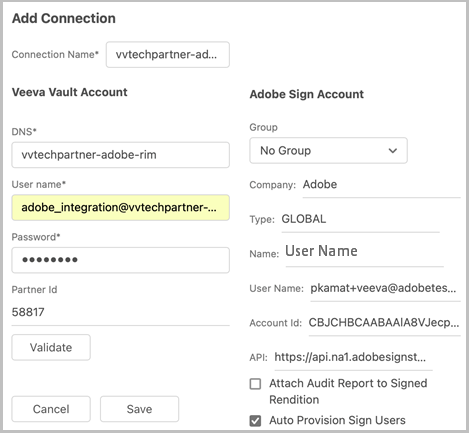 Add Connection
Connection Name* vvtechpartner-ad...
Veeva Vault Account
DNS*
vvtechpartner-adobe-rim
User name*
adobe_integration@vvtechpartner-...
Password*
••••••••
Partner Id
58817
Validate
Cancel Save
Adobe Sign Account
Group
No Group
Company: Adobe
Type: GLOBAL
Name: User Name
User Name: pkamat+veeva@adobetes...
Account Id: CBJCHBCAABAAlA8VJecp...
API: https://api.na1.adobesignst...
Attach Audit Report to Signed
Rendition
Auto Provision Sign Users